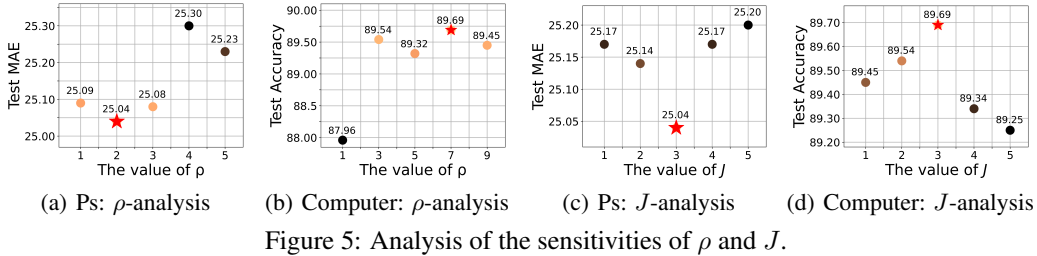 Test MAE
25.30
25.20
25.10
25.00
25.09
25.04
25.08
25.30
25.23
1 2 3 4 5
The value of ρ
(a) Ps: ρ-analysis
Test Accuracy
90.00
89.50
89.00
88.5
88.00
87.96
89.54
89.32
89.69
89.45
1 3 5 7 9
The value of ρ
(b) Computer: ρ-analysis
Test MAE
25.20
25.15
25.10
25.05
25.17
25.14
25.04
25.17
25.20
1 2 3 4 5
The value of J
(c) Ps: J-analysis
Test Accuracy
89.70
89.60
89.50
89.40
89.30
89.20
89.45
89.54
89.69
89.34
89.25
1 2 3 4 5
The value of J
(d) Computer: J-analysis
Figure 5: Analysis of the sensitivities of ρ and J.